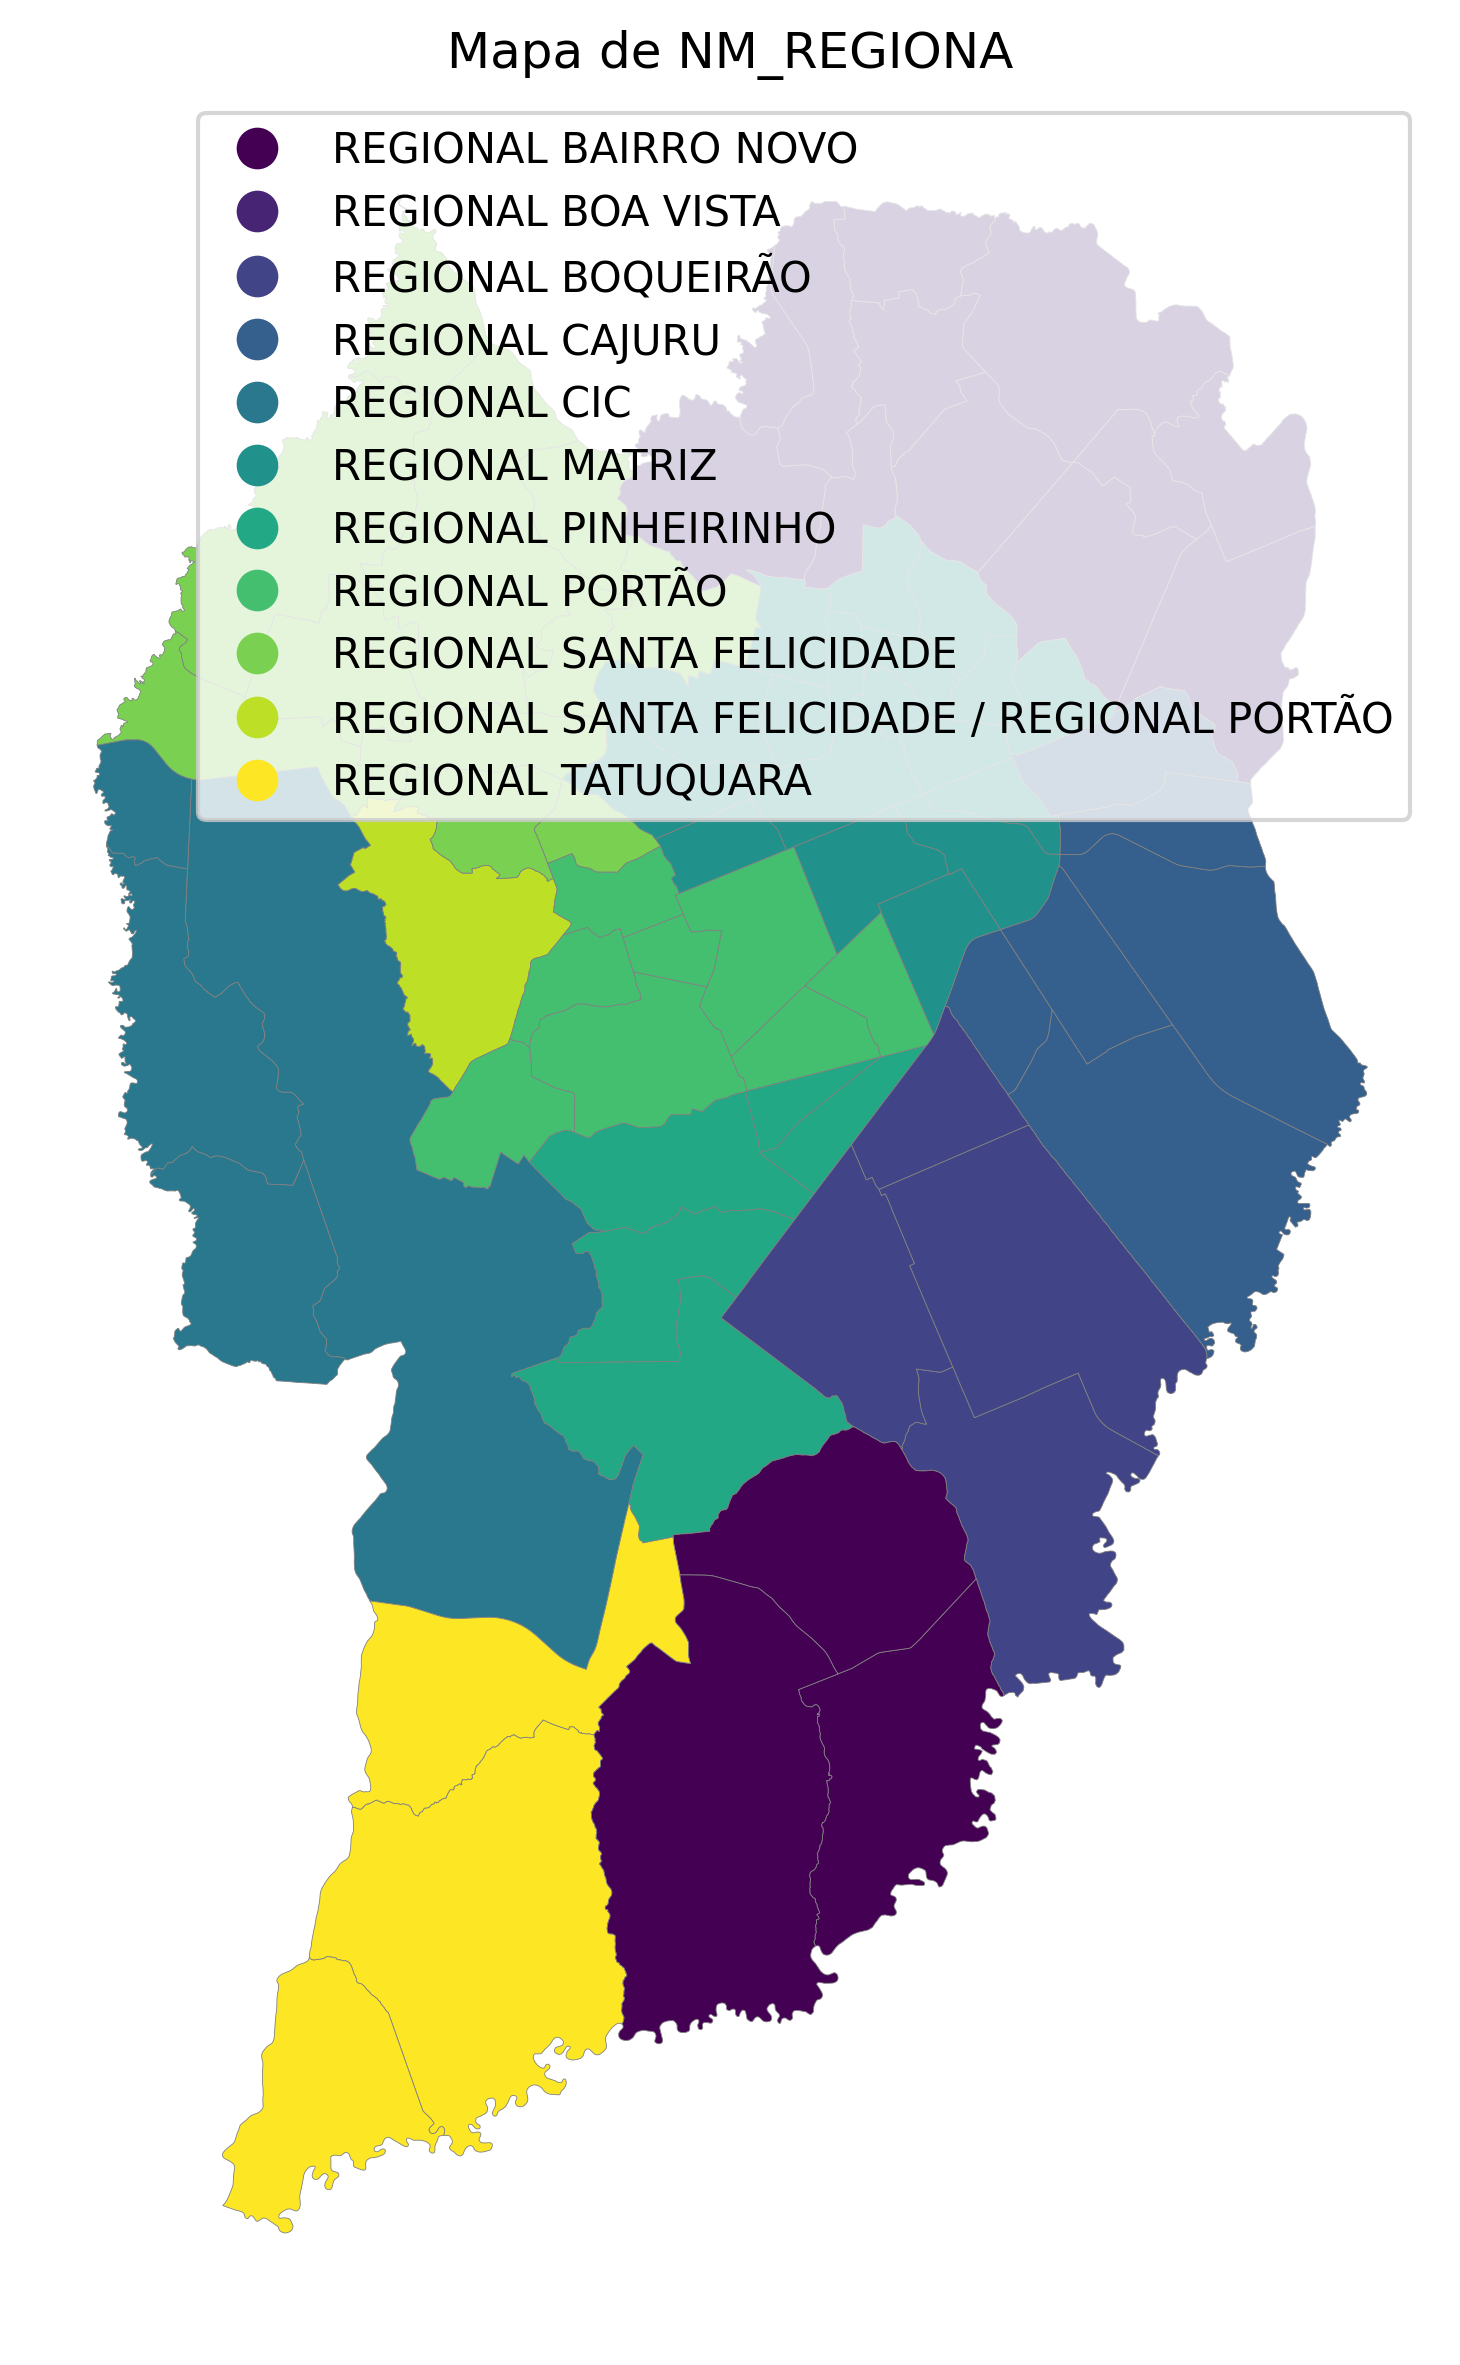 Mapa de NM_REGIONA
REGIONAL BAIRRO NOVO
REGIONAL BOA VISTA
REGIONAL BOQUEIRÃO
REGIONAL CAJURU
REGIONAL CIC
REGIONAL MATRIZ
REGIONAL PINHEIRINHO
REGIONAL PORTÃO
REGIONAL SANTA FELICIDADE
REGIONAL SANTA FELICIDADE / REGIONAL PORTÃO
REGIONAL TATUQUARA